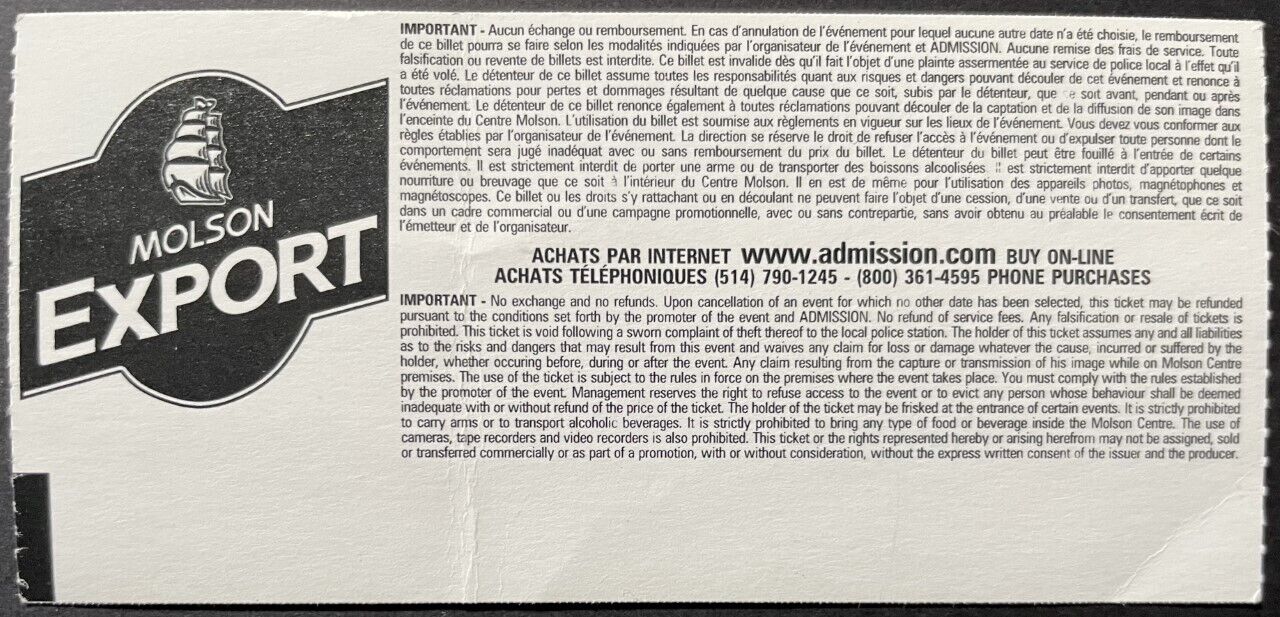 MOLSON
EXPORT
IMPORTANT - Aucun échange ou remboursement. En cas d'annulation de l'événement pour lequel aucune autre date n'a été choisie, le remboursement
de ce billet pourra se faire selon les modalités indiquées par l'organisateur de l'événement et ADMISSION. Aucune remise des frais de service. Toute
falsification ou revente de billets est interdite. Ce billet est invalide dès qu'il fait l'objet d'une plainte assermentée au service de police local à l'effet qu'il
a été volé. Le détenteur de ce billet assume toutes les responsabilités quant aux risques et dangers pouvant découler de cet événement et renonce à
toutes réclamations pour pertes et dommages résultant de quelque cause que ce soit, subis par le détenteur, que ce soit avant, pendant ou après
l'événement. Le détenteur de ce billet renonce également à toutes réclamations pouvant découler de la captation et de la diffusion de son image dans
l'enceinte du Centre Molson. L'utilisation du billet est soumise aux règlements en vigueur sur les lieux de l'événement. Vous devez vous conformer aux
règles établies par l'organisateur de l'événement. La direction se réserve le droit de refuser l'accès à l'événement ou d'expulser toute personne dont le
comportement sera jugé inadéquat avec ou sans remboursement du prix du billet. Le détenteur du billet peut être fouillé à l'entrée de certains
événements. Il est strictement interdit de porter une arme ou de transporter des boissons alcoolisées. Il est strictement interdit d'apporter quelque
nourriture ou breuvage que ce soit à l'intérieur du Centre Molson. Il en est de même pour l'utilisation des appareils photos, magnétophones et
magnétoscopes. Ce billet ou les droits s'y rattachant ou en découlant ne peuvent faire l'objet d'une cession, d'une vente ou d'un transfert, que ce soit
dans un cadre commercial ou d'une campagne promotionnelle, avec ou sans contrepartie, sans avoir obtenu au préalable le consentement écrit de
l'émetteur et de l'organisateur.
ACHATS PAR INTERNET www.admission.com BUY ON-LINE
ACHATS TÉLÉPHONIQUES (514) 790-1245 - (800) 361-4595 PHONE PURCHASES
IMPORTANT - No exchange and no refunds. Upon cancellation of an event for which no other date has been selected, this ticket may be refunded
pursuant to the conditions set forth by the promoter of the event and ADMISSION. No refund of service fees. Any falsification or resale of tickets is
prohibited. This ticket is void following a sworn complaint of theft thereof to the local police station. The holder of this ticket assumes any and all liabilities
as to the risks and dangers that may result from this event and waives any claim for loss or damage whatever the cause, incurred or suffered by the
holder, whether occuring before, during or after the event. Any claim resulting from the capture or transmission of his image while on Molson Centre
premises. The use of the ticket is subject to the rules in force on the premises where the event takes place. You must comply with the rules established
by the promoter of the event. Management reserves the right to refuse access to the event or to evict any person whose behaviour shall be deemed
inadequate with or without refund of the price of the ticket. The holder of the ticket may be frisked at the entrance of certain events. It is strictly prohibited
to carry arms or to transport alcoholic beverages. It is strictly prohibited to bring any type of food or beverage inside the Molson Centre. The use of
cameras, tape recorders and video recorders is also prohibited. This ticket or the rights represented hereby or arising herefrom may not be assigned, sold
or transferred commercially or as part of a promotion, with or without consideration, without the express written consent of the issuer and the producer.